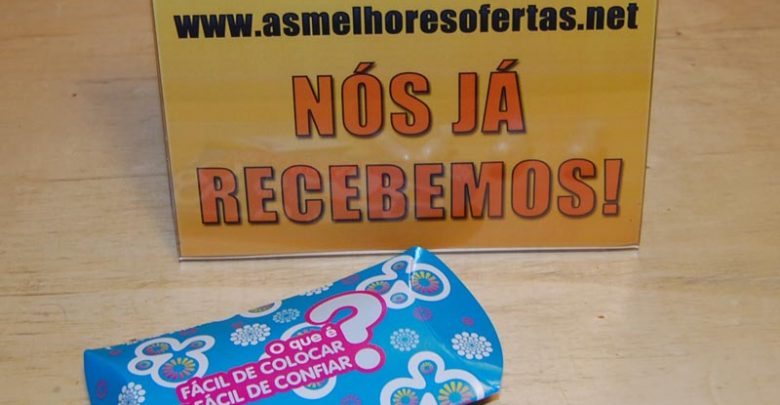 www.asmelhoresofertas.net
NÓS JÁ
RECEBEMOS!
O que é
FÁCIL DE COLOCAR
FÁCIL DE CONFIAR
?